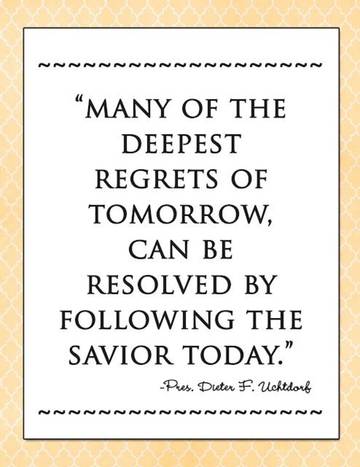 “MANY OF THE
DEEPEST
REGRETS OF
TOMORROW,
CAN BE
RESOLVED BY
FOLLOWING THE
SAVIOR TODAY.”
-Pres. Dieter F. Uchtdorf